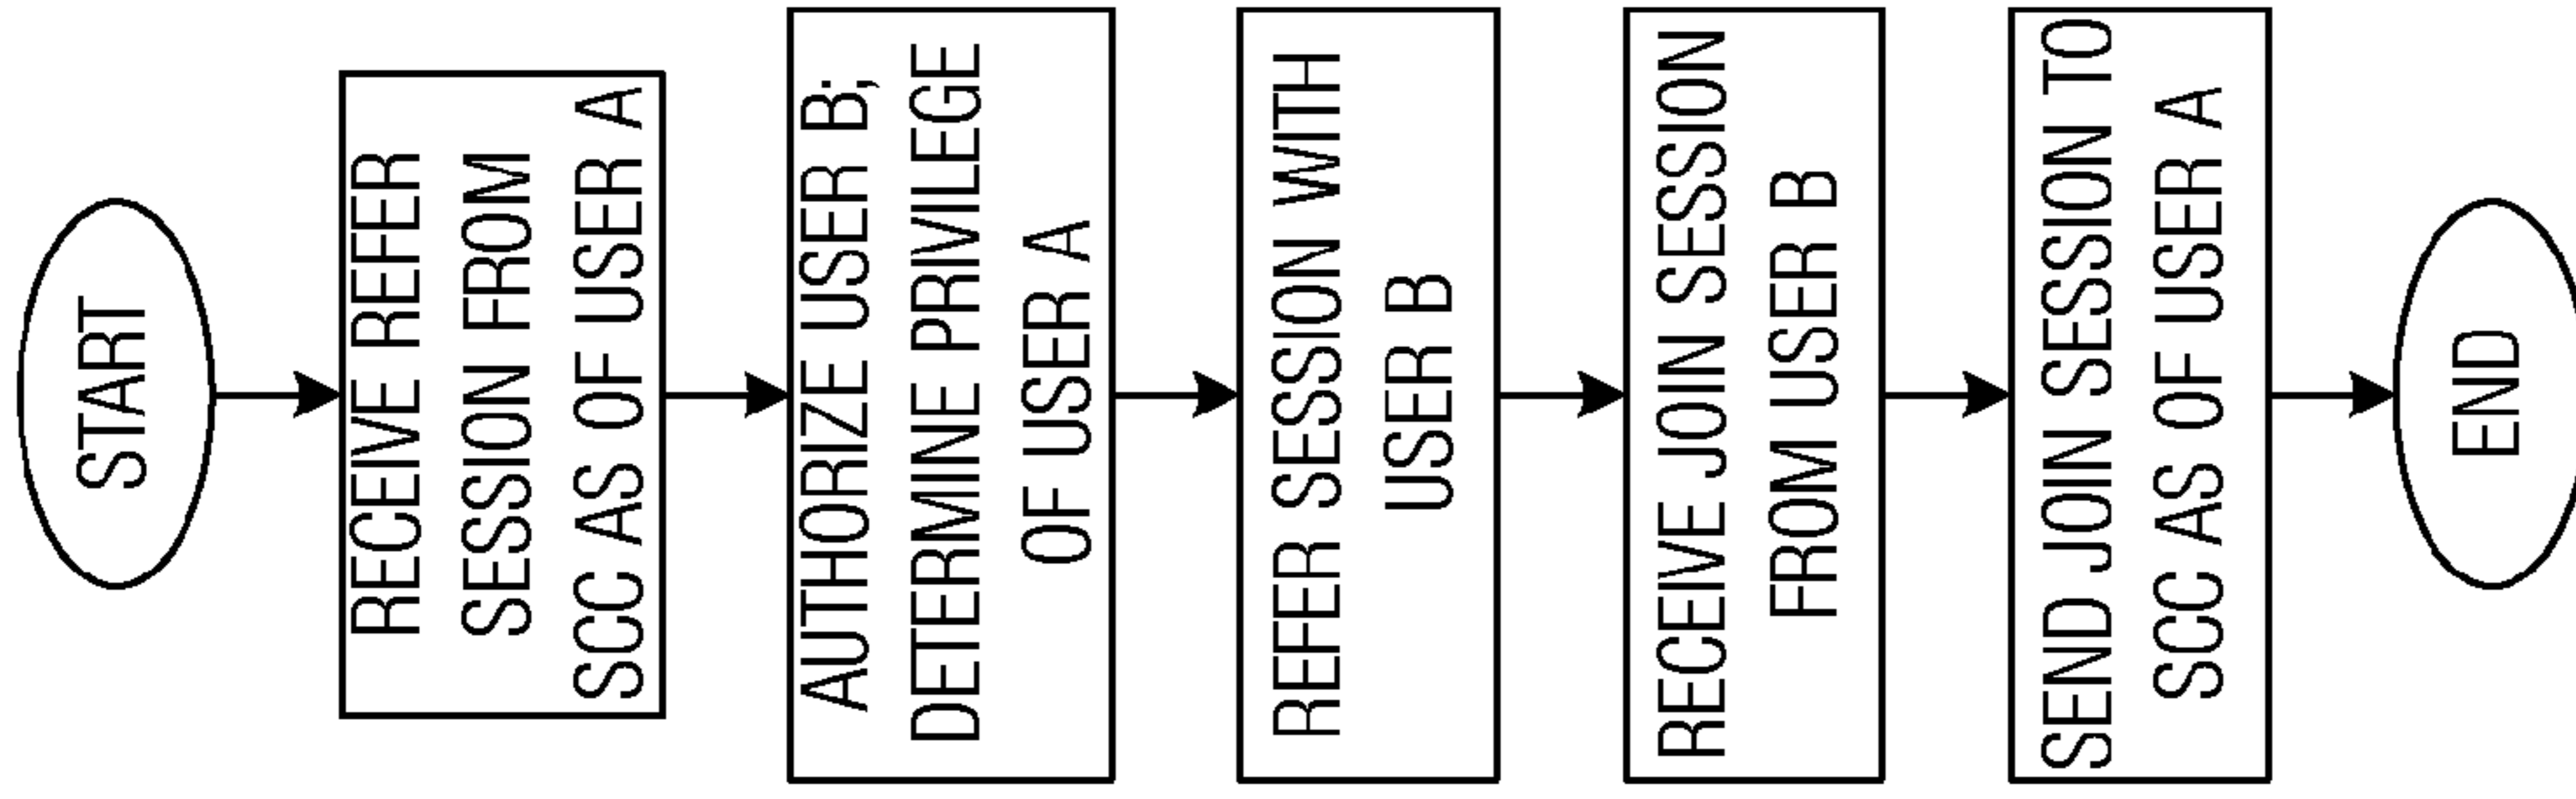 START
RECEIVE REFER
SESSION FROM
SCC AS OF USER A
AUTHORIZE USER B;
DETERMINE PRIVILEGE
OF USER A
REFER SESSION WITH
USER B
RECEIVE JOIN SESSION
FROM USER B
SEND JOIN SESSION TO
SCC AS OF USER A
END